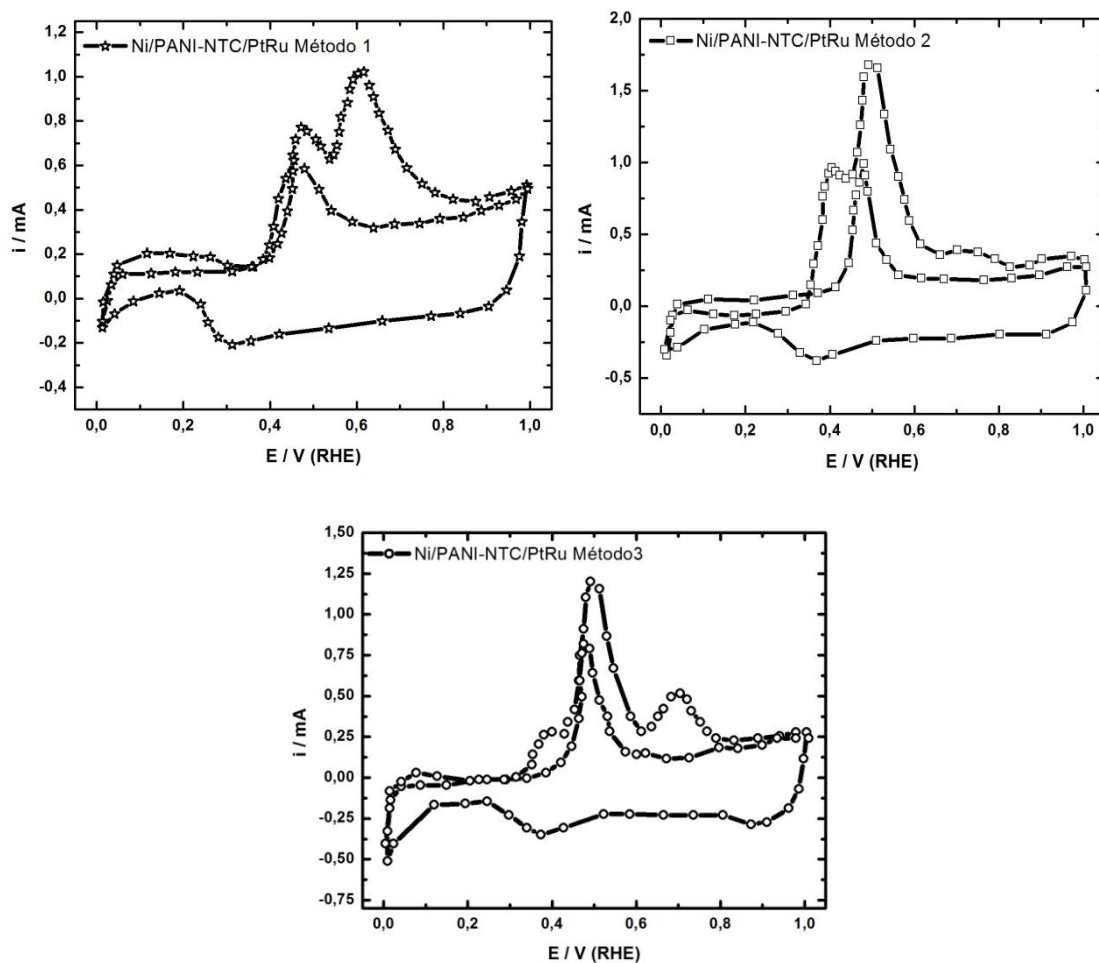 Ni/PANI-NTC/PtRu Método 1
1,2
1,0
0,8
0,6
0,4
0,2
0,0
-0,2
-0,4
i / mA
0,0 0,2 0,4 0,6 0,8 1,0
E / V (RHE)
Ni/PANI-NTC/PtRu Método 2
2,0
1,5
1,0
0,5
0,0
-0,5
i / mA
0,0 0,2 0,4 0,6 0,8 1,0
E / V (RHE)
Ni/PANI-NTC/PtRu Método3
1,50
1,25
1,00
0,75
0,50
0,25
0,00
-0,25
-0,50
-0,75
i / mA
0,0 0,2 0,4 0,6 0,8 1,0
E / V (RHE)